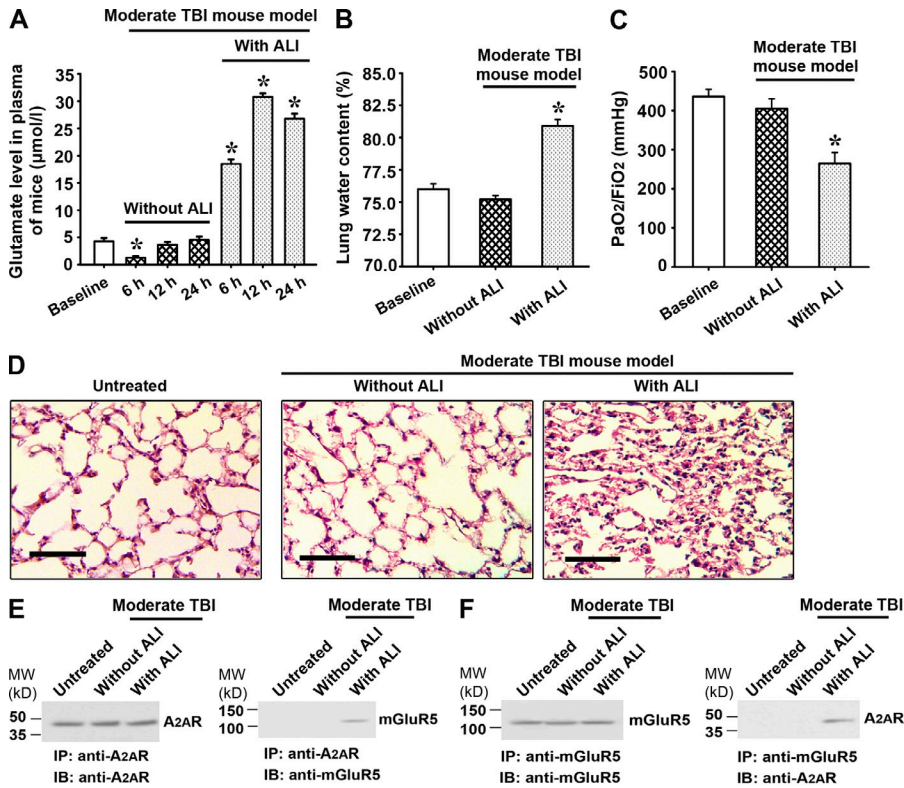 A
Moderate TBI mouse model
With ALI
Without ALI
Glutamate level in plasma
of mice (μmol/l)
35
30
25
20
15
10
5
0
*
*
*
*
Baseline
6 h
12 h
24 h
6 h
12 h
24 h
B
Moderate TBI
mouse model
Lung water content (%)
85.0
82.5
80.0
77.5
75.0
72.5
70.0
*
Baseline
Without ALI
With ALI
C
Moderate TBI
mouse model
PaO2/FiO2 (mmHg)
500
400
300
200
100
0
*
Baseline
Without ALI
With ALI
D
Moderate TBI mouse model
Untreated
Without ALI
With ALI
E
Moderate TBI
Untreated
Without ALI
With ALI
MW
(kD)
50
35
A2AR
IP: anti-A2AR
IB: anti-A2AR
Moderate TBI
Untreated
Without ALI
With ALI
MW
(kD)
150
100
mGluR5
IP: anti-A2AR
IB: anti-mGluR5
F
Moderate TBI
Untreated
Without ALI
With ALI
MW
(kD)
150
100
mGluR5
IP: anti-mGluR5
IB: anti-mGluR5
Moderate TBI
Untreated
Without ALI
With ALI
MW
(kD)
50
35
A2AR
IP: anti-mGluR5
IB: anti-A2AR